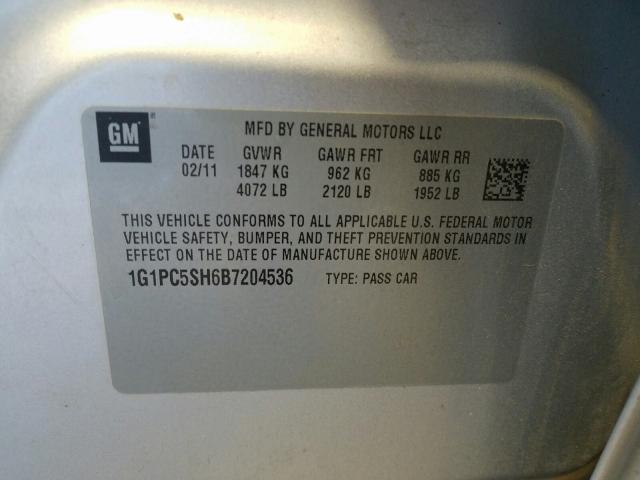 GM
MFD BY GENERAL MOTORS LLC
DATE GVWR GAWR FRT GAWR RR
02/11 1847 KG 962 KG 885 KG
4072 LB 2120 LB 1952 LB
THIS VEHICLE CONFORMS TO ALL APPLICABLE U.S. FEDERAL MOTOR
VEHICLE SAFETY, BUMPER, AND THEFT PREVENTION STANDARDS IN
EFFECT ON THE DATE OF MANUFACTURE SHOWN ABOVE.
1G1PC5SH6B7204536 TYPE: PASS CAR